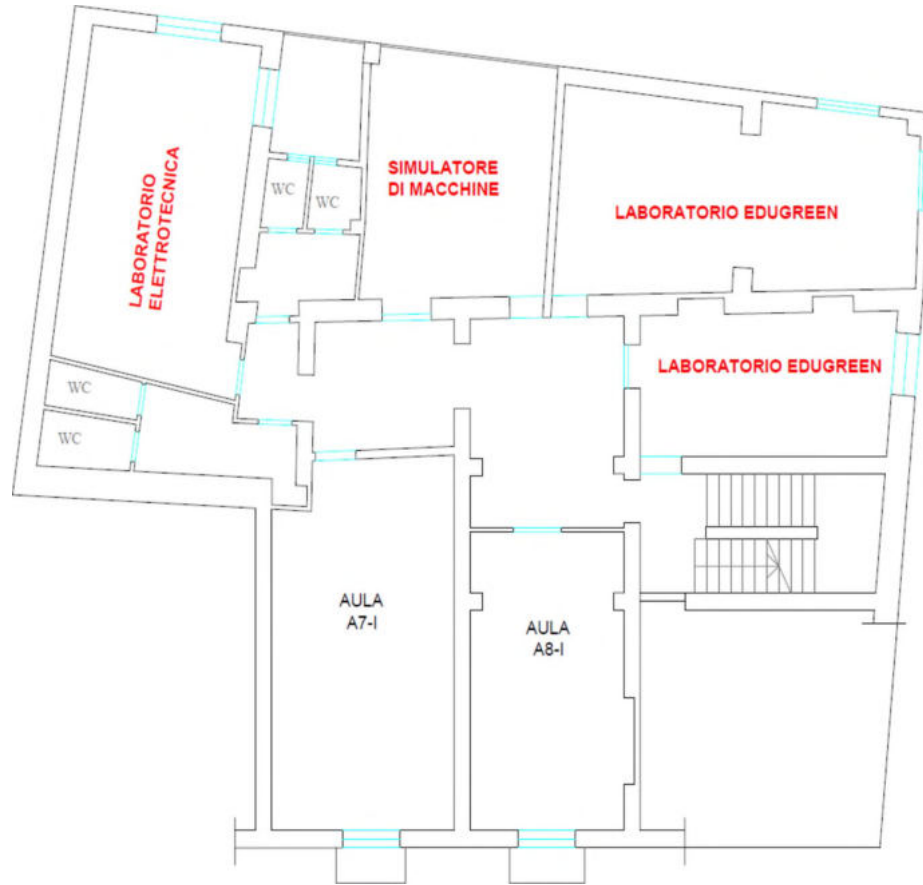 LABORATORIO
ELETTROTECNICA
WC
WC
SIMULATORE
DI MACCHINE
LABORATORIO EDUGREEN
LABORATORIO EDUGREEN
WC
WC
AULA
A7-I
AULA
A8-I